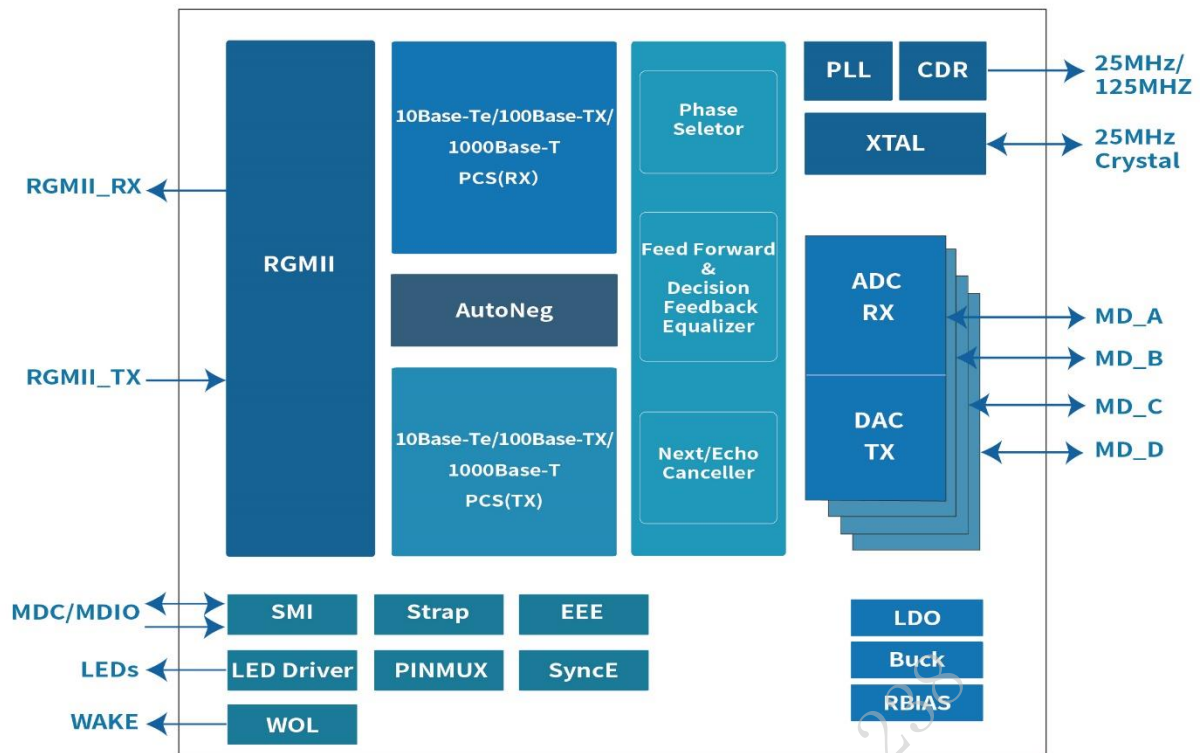 RGMII_RX
RGMII_TX
RGMII
10Base-Te/100Base-TX/
1000Base-T
PCS(RX)
AutoNeg
10Base-Te/100Base-TX/
1000Base-T
PCS(TX)
Phase
Seletor
Feed Forward
&
Decision
Feedback
Equalizer
Next/Echo
Canceller
PLL
CDR
25MHz/
125MHZ
XTAL
25MHz
Crystal
ADC
RX
DAC
TX
MD_A
MD_B
MD_C
MD_D
MDC/MDIO
SMI
Strap
EEE
LEDs
LED Driver
PINMUX
SyncE
WAKE
WOL
LDO
Buck
RBIAS
238